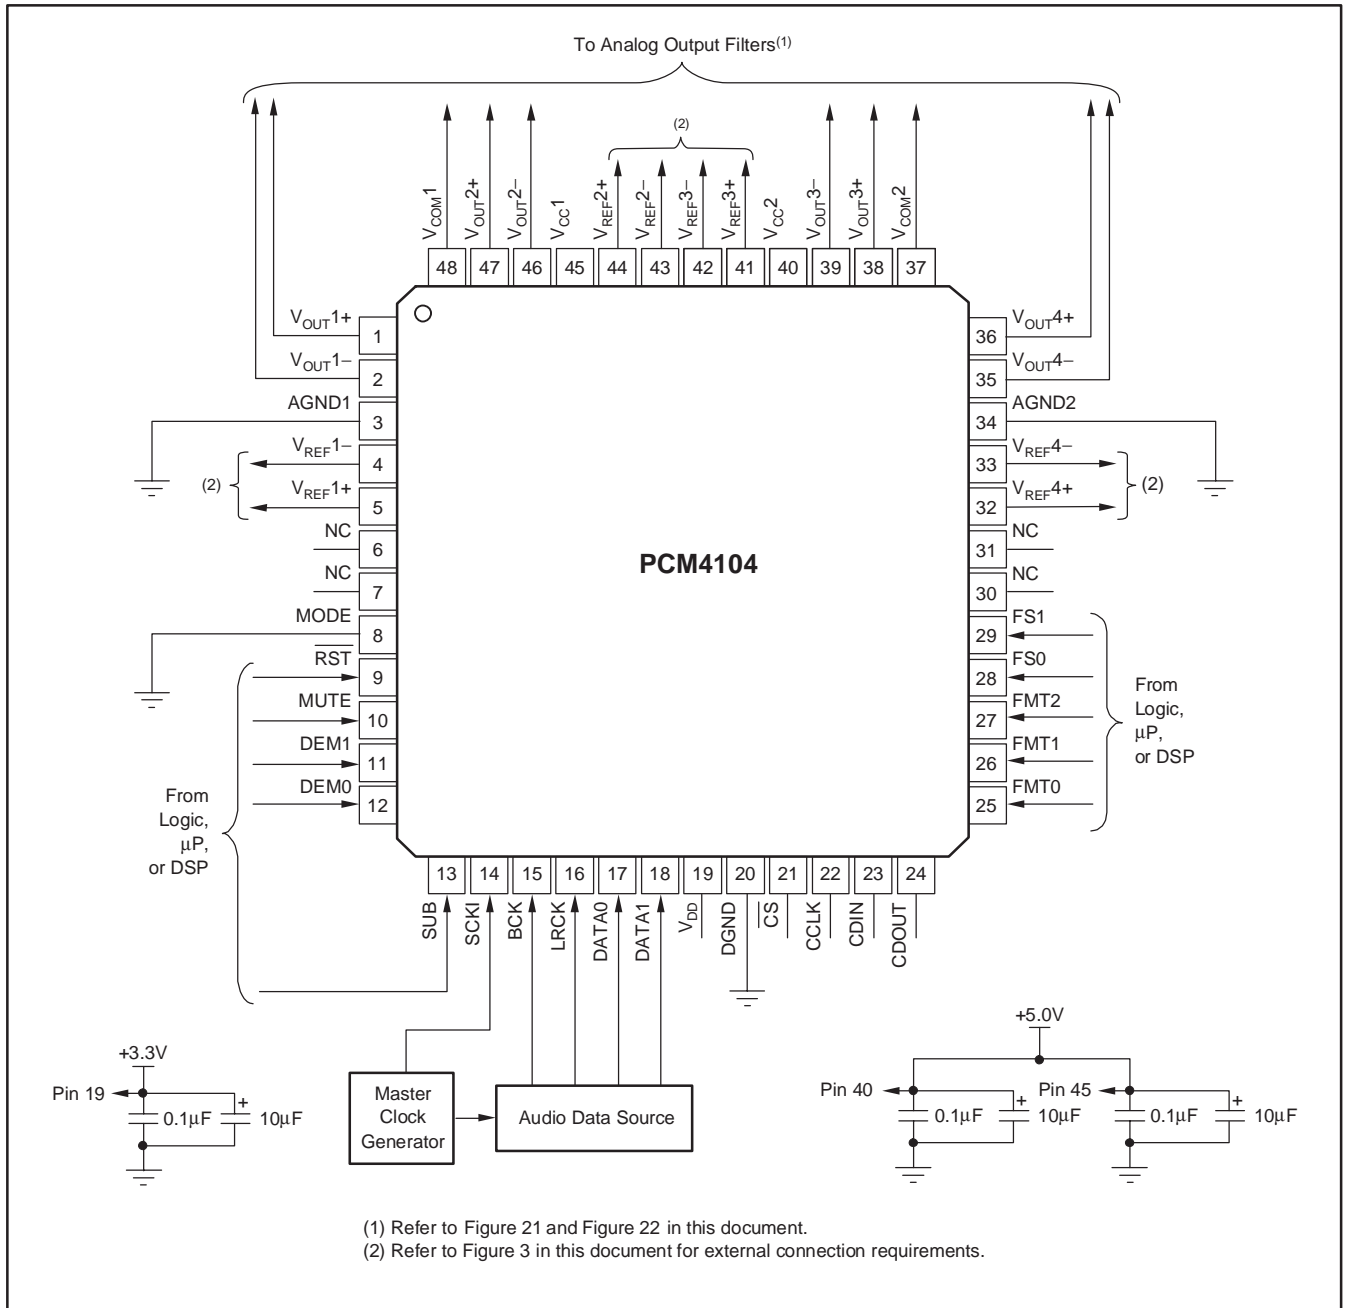 To Analog Output Filters(1)
(2)
VCOM1
VOUT2+
VOUT2–
VCC1
VREF2+
VREF2–
VREF3–
VREF3+
VCC2
VOUT3–
VOUT3+
VCOM2
48 47 46 45 44 43 42 41 40 39 38 37
VOUT1+ 1
VOUT1– 2
AGND1 3
VREF1– 4
(2)
VREF1+ 5
NC 6
NC 7
MODE 8
RST 9
MUTE 10
DEM1 11
DEM0 12
From
Logic,
µP,
or DSP
PCM4104
36 VOUT4+
35 VOUT4–
34 AGND2
33 VREF4–
(2)
32 VREF4+
31 NC
30 NC
29 FS1
28 FS0
27 FMT2
26 FMT1
25 FMT0
From
Logic,
µP,
or DSP
13 14 15 16 17 18 19 20 21 22 23 24
SUB
SCKI
BCK
LRCK
DATA0
DATA1
VDD
DGND
CS
CCLK
CDIN
CDOUT
+3.3V
Pin 19
+
0.1µF 10µF
Master
Clock
Generator
Audio Data Source
+5.0V
Pin 40
+
0.1µF 10µF
Pin 45
+
0.1µF 10µF
(1) Refer to Figure 21 and Figure 22 in this document.
(2) Refer to Figure 3 in this document for external connection requirements.